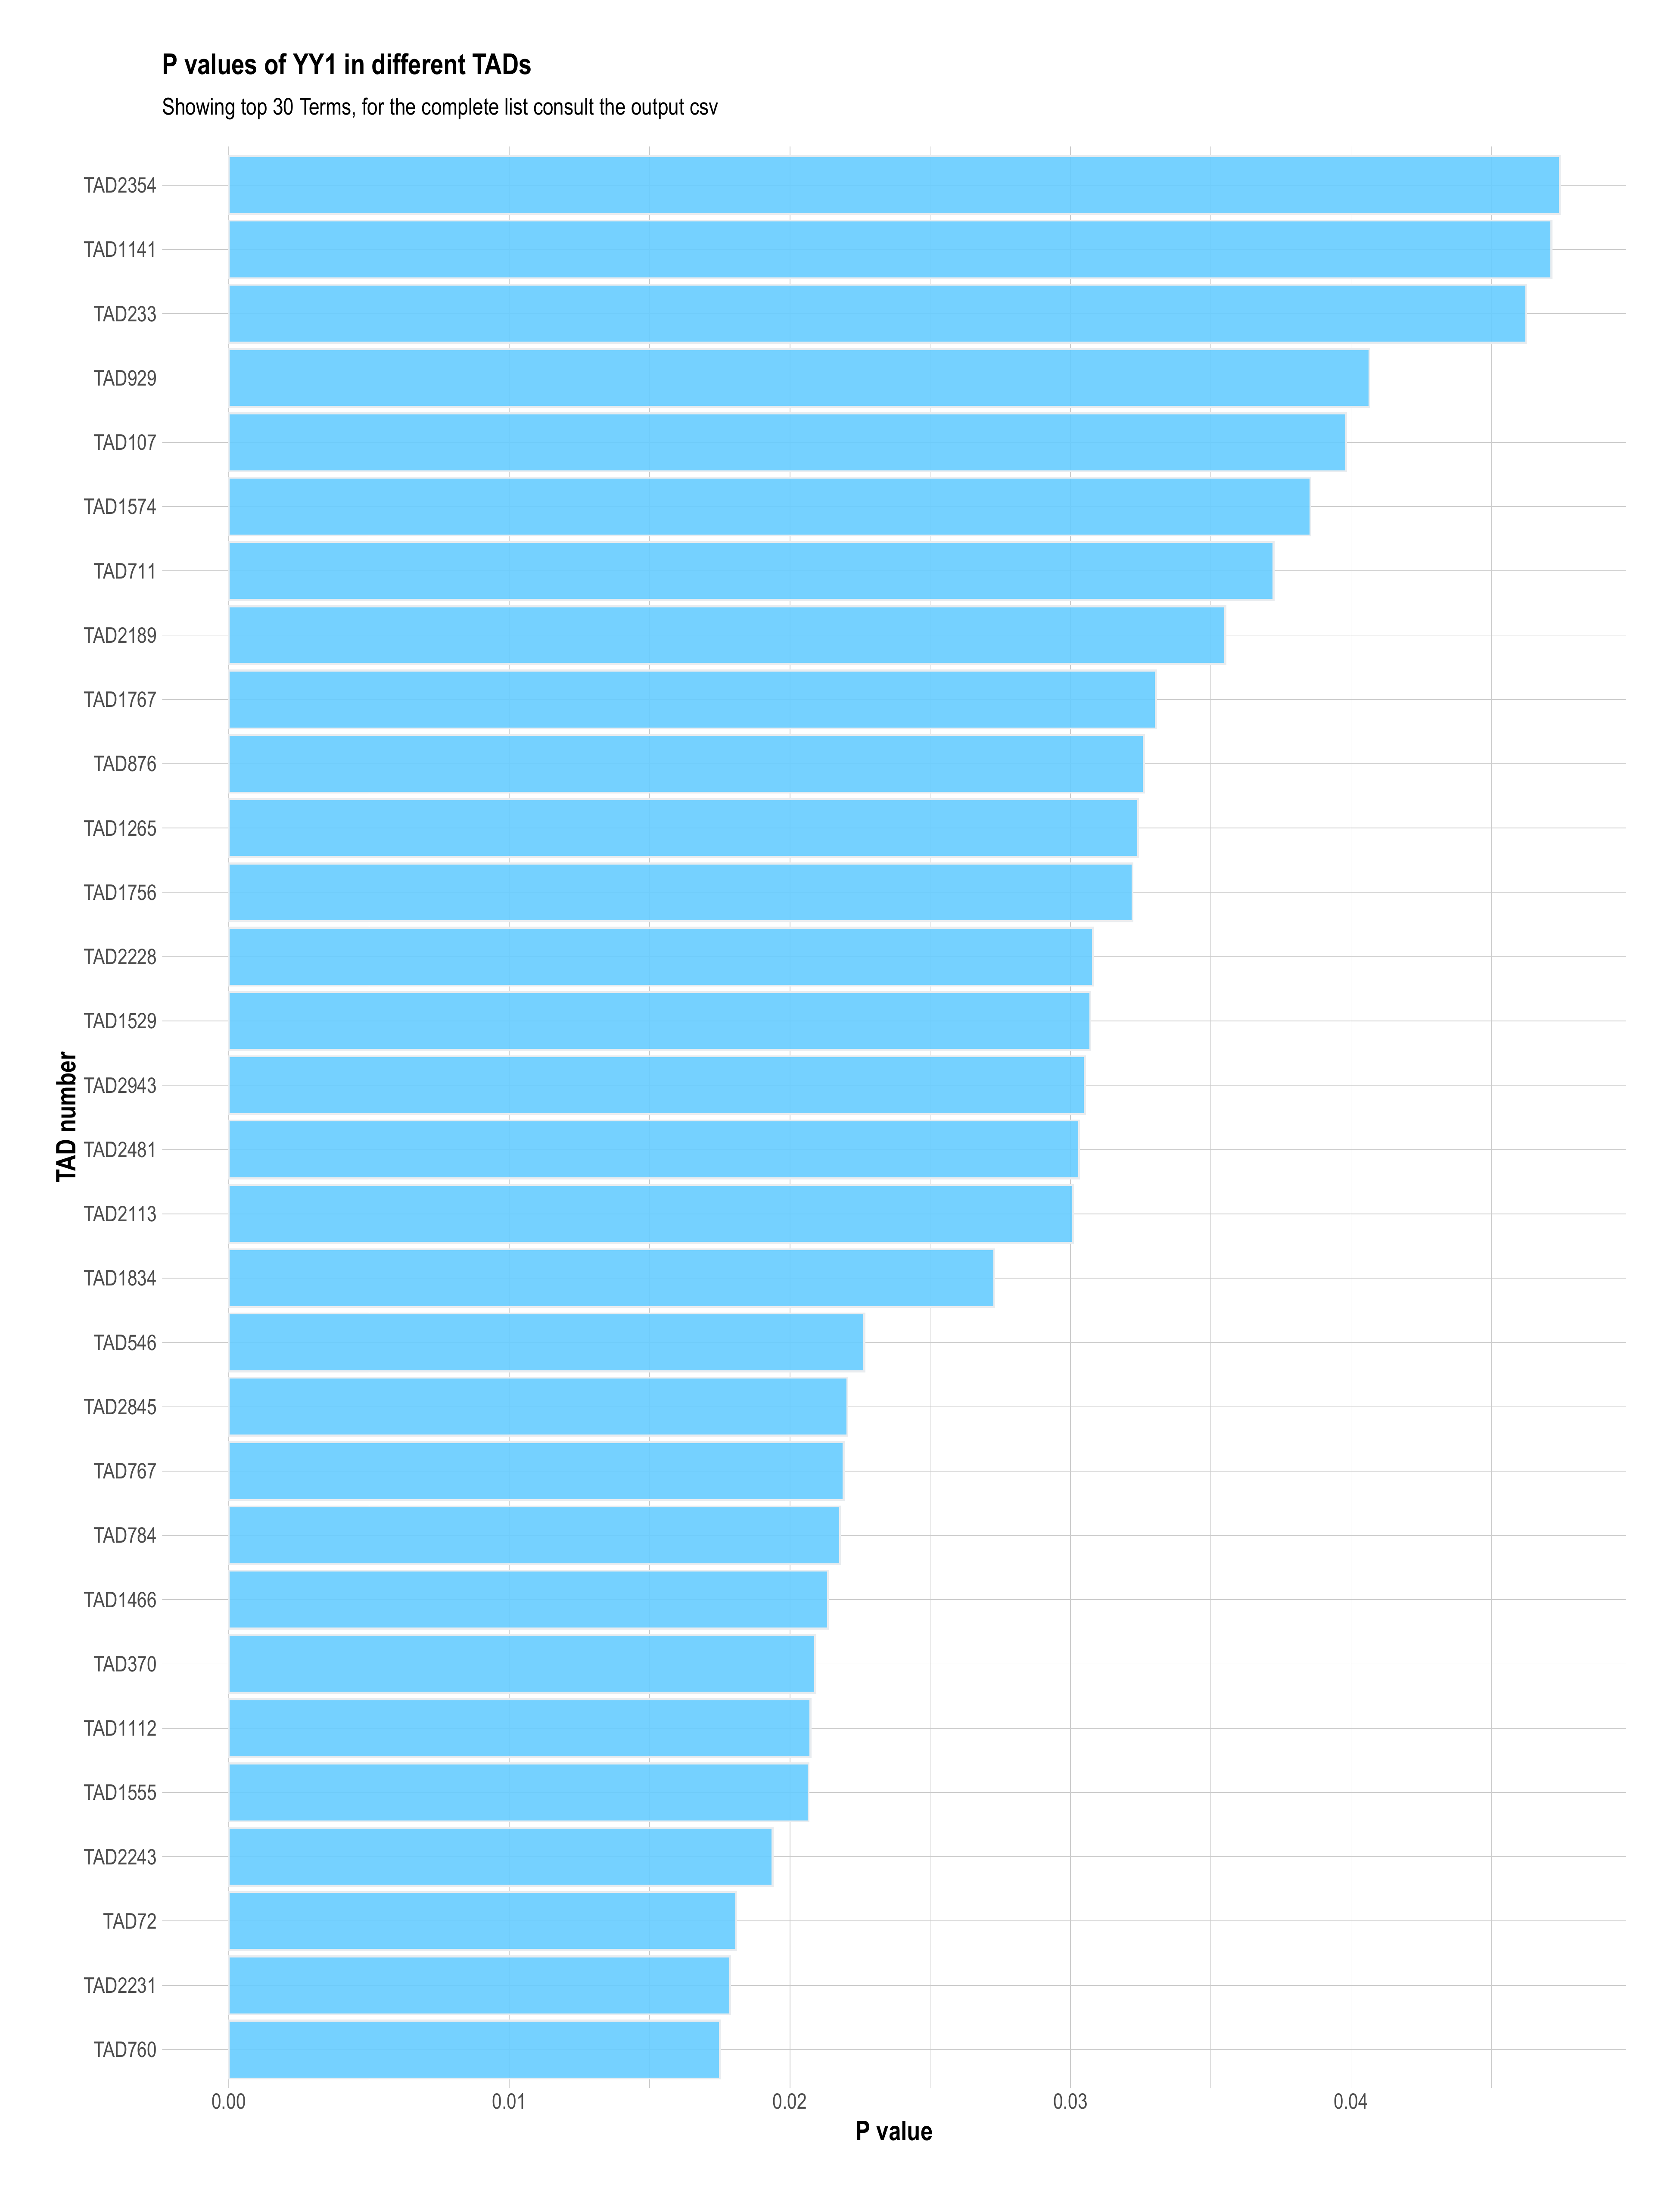 P values of YY1 in different TADs
Showing top 30 Terms, for the complete list consult the output csv
TAD2354
TAD1141
TAD233
TAD929
TAD107
TAD1574
TAD711
TAD2189
TAD1767
TAD876
TAD1265
TAD1756
TAD2228
TAD1529
TAD2943
TAD2481
TAD2113
TAD1834
TAD546
TAD2845
TAD767
TAD784
TAD1466
TAD370
TAD1112
TAD1555
TAD2243
TAD72
TAD2231
TAD760
TAD number
0.00 0.01 0.02 0.03 0.04
P value